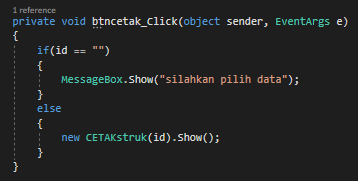 1 reference
private void btncetak_Click(object sender, EventArgs e)
{
if(id == "")
{
MessageBox.Show("silahkan pilih data");
}
else
{
new CETAKstruk(id).Show();
}
}